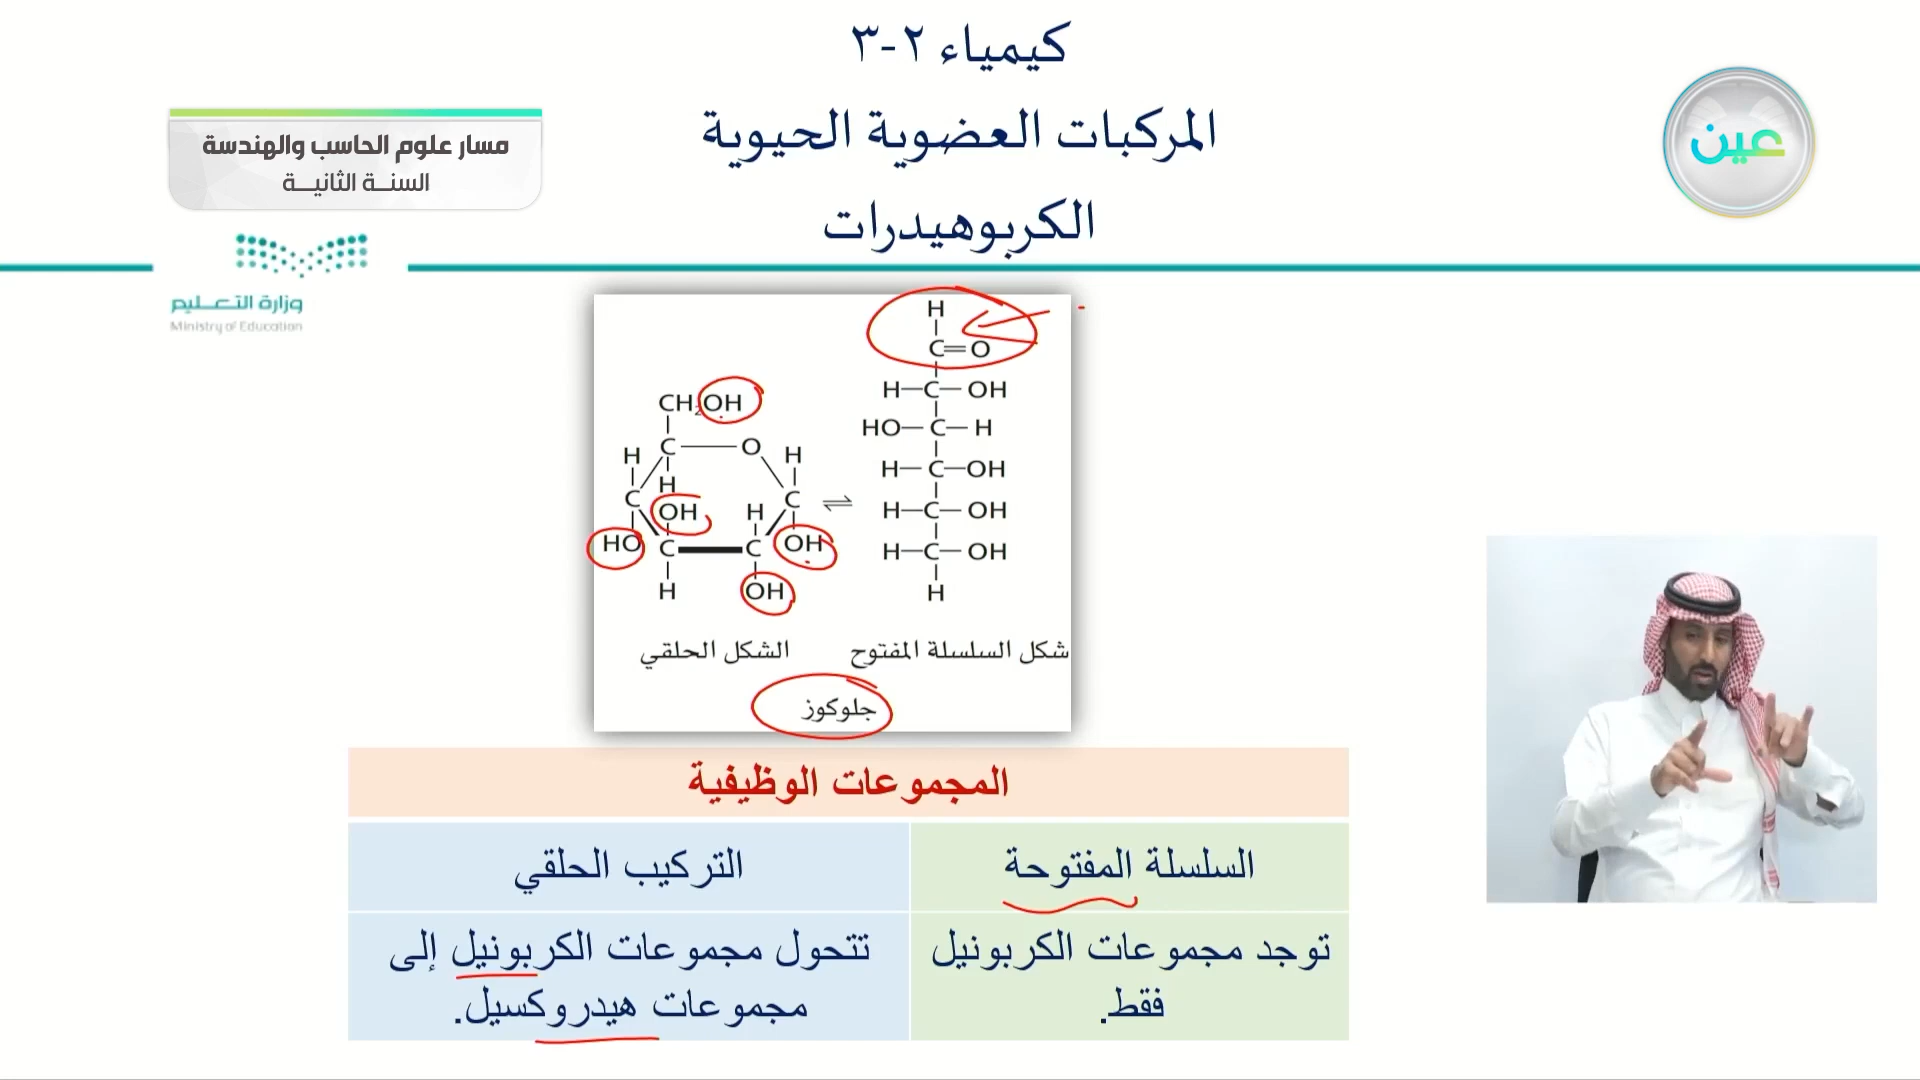 كيمياء ٢-٣
المركبات العضوية الحيوية
الكربوهيدرات
عين
مسار علوم الحاسب والهندسة
السنة الثانية
وزارة التعليم
Ministry of Education
H
C=O
H—C—OH
HO—C—H
H—C—OH
H—C—OH
H—C—OH
H
CH₂OH
H C O H
C H C
OH H
HO C C OH
H OH
⇌
شكل السلسلة المفتوح
الشكل الحلقي
جلوكوز
المجموعات الوظيفية
السلسلة المفتوحة
التركيب الحلقي
توجد مجموعات الكربونيل
فقط.
تتحول مجموعات الكربونيل إلى
مجموعات هيدروكسيل.